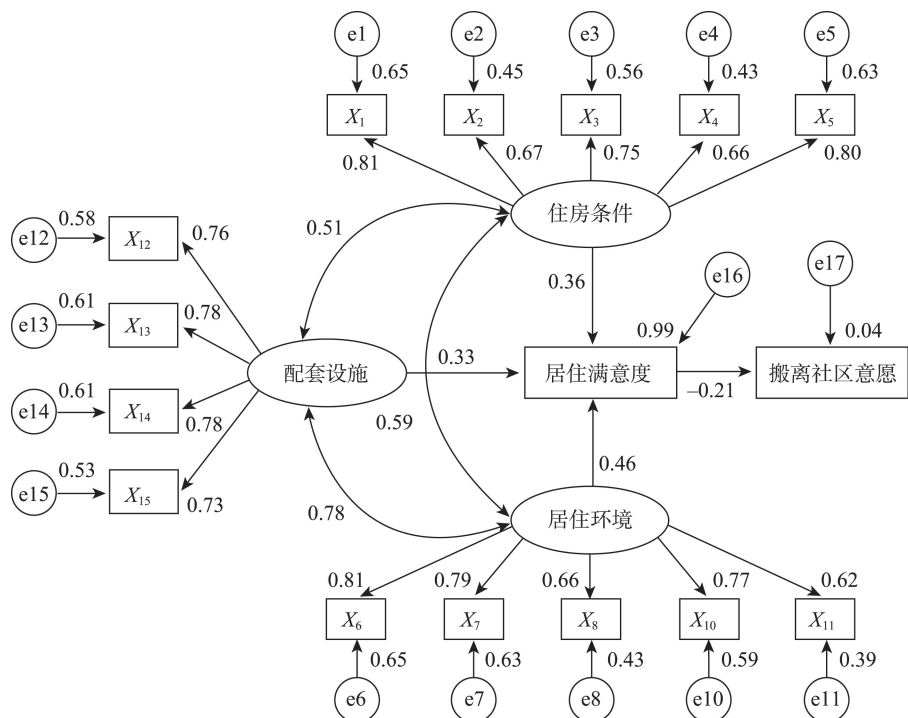 e1 e2 e3 e4 e5
0.65 0.45 0.56 0.43 0.63
X₁ X₂ X₃ X₄ X₅
0.81 0.67 0.75 0.66 0.80
住房条件
e12 0.58 X₁₂ 0.76
0.51
0.36
e16
e17
e13 0.61 X₁₃ 0.78
0.99
0.04
配套设施
0.33
居住满意度
–0.21
搬离社区意愿
e14 0.61 X₁₄ 0.78
0.59
e15 0.53 X₁₅ 0.73
0.46
0.78
居住环境
0.81 0.79 0.66 0.77 0.62
X₆ X₇ X₈ X₁₀ X₁₁
0.65 0.63 0.43 0.59 0.39
e6 e7 e8 e10 e11